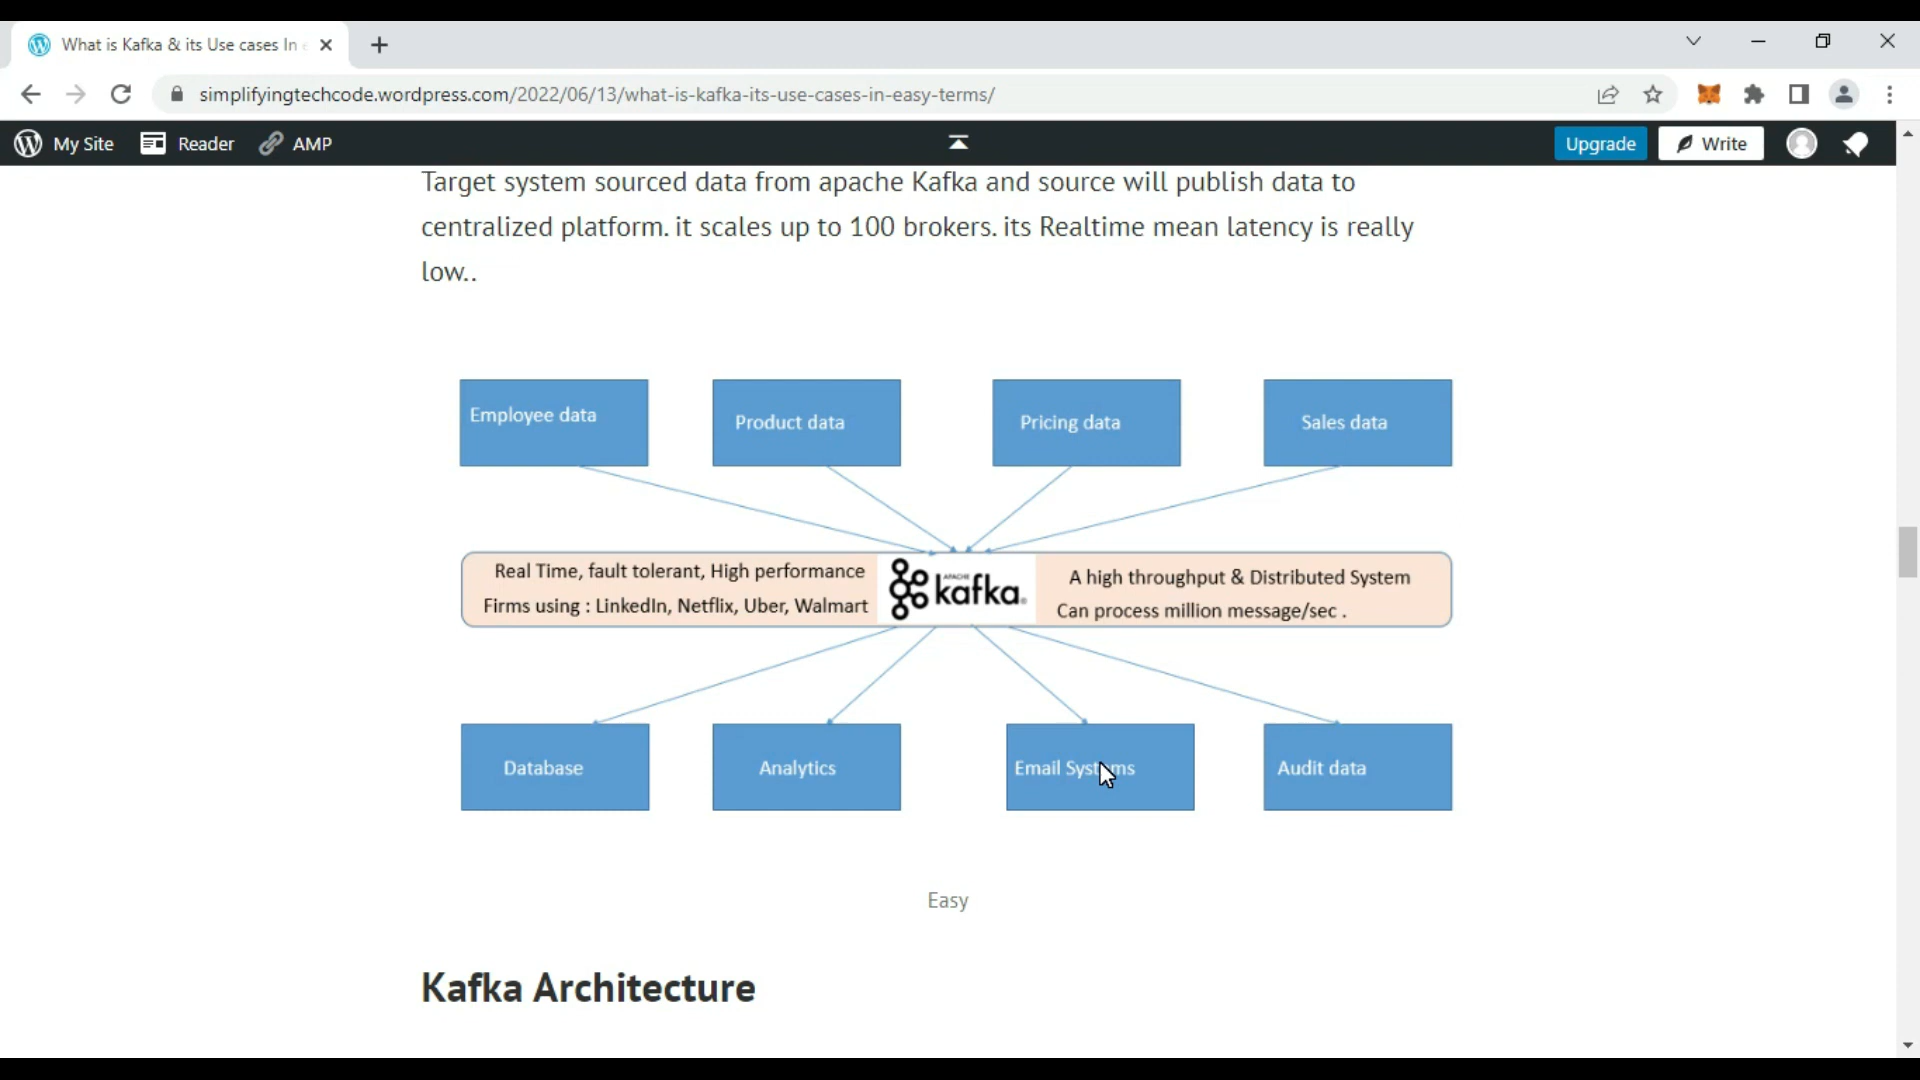 What is Kafka & its Use cases In
simplifyingtechcode.wordpress.com/2022/06/13/what-is-kafka-its-use-cases-in-easy-terms/
My Site Reader AMP Upgrade Write
Target system sourced data from apache Kafka and source will publish data to
centralized platform. it scales up to 100 brokers. its Realtime mean latency is really
low..
Employee data Product data Pricing data Sales data
Real Time, fault tolerant, High performance
Firms using : LinkedIn, Netflix, Uber, Walmart
APACHE
kafka®
A high throughput & Distributed System
Can process million message/sec .
Database Analytics Email Systems Audit data
Easy
Kafka Architecture